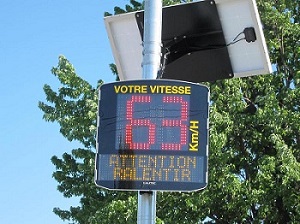 VOTRE VITESSE
63 Km/H
ATTENTION
RALENTIR